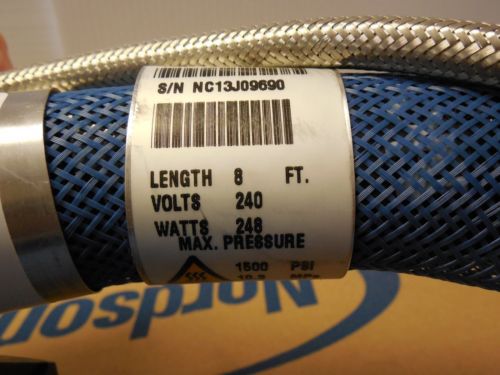 S/N NC13J09690
LENGTH 8 FT.
VOLTS 240
WATTS 248
MAX. PRESSURE
1500 PSI
Nordson